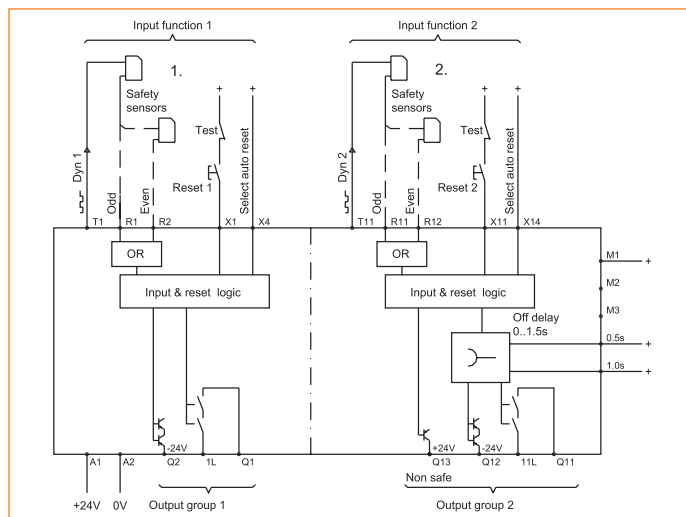 Input function 1
Input function 2
1.
2.
Safety
sensors
+
+
Safety
sensors
+
+
Test
Test
Dyn 1
Odd
Even
Reset 1
Select auto reset
Dyn 2
Odd
Even
Reset 2
Select auto reset
T1
R1
R2
X1
X4
T11
R11
R12
X11
X14
OR
OR
M1
+
Input & reset logic
Input & reset logic
M2
M3
Off delay
0..1.5s
0.5s
+
1.0s
+
-24V
+24V
-24V
A1
A2
Q2
1L
Q1
Q13
Q12
11L
Q11
Non safe
+24V
0V
Output group 1
Output group 2